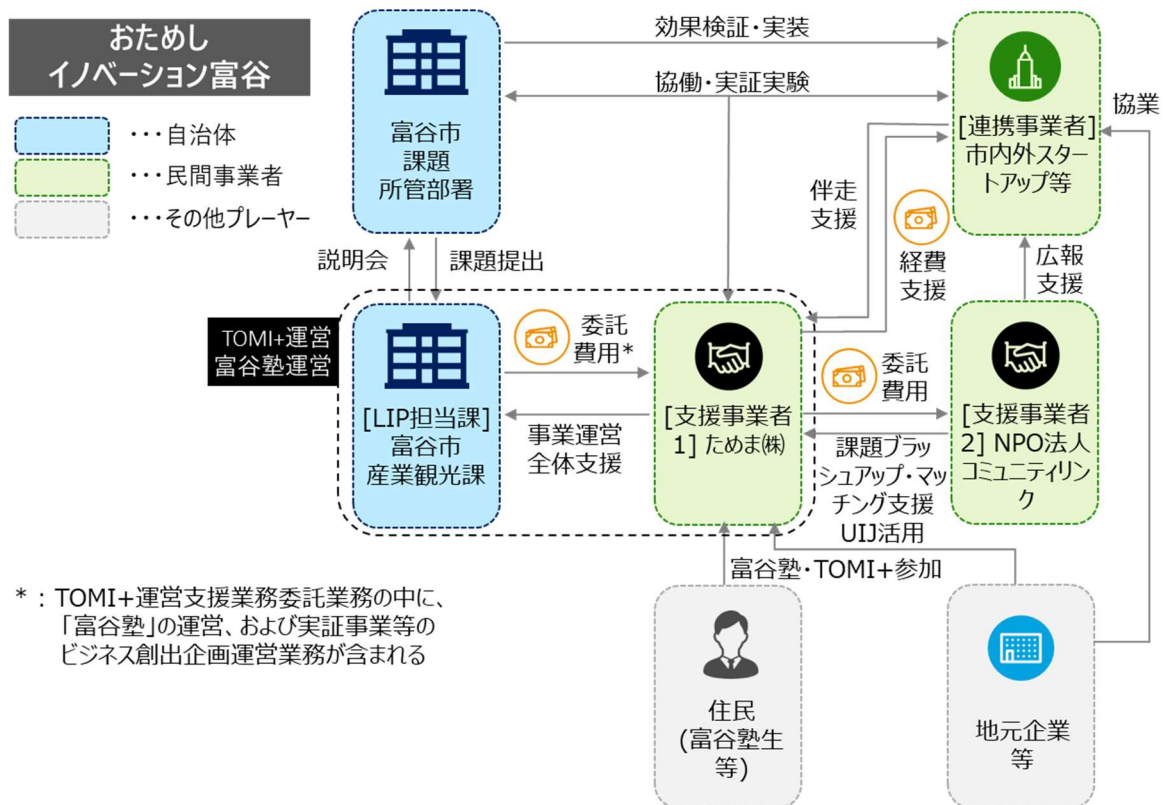 おためし
イノベーション富谷
・・・自治体
・・・民間事業者
・・・その他プレーヤー
富谷市
課題
所管部署
効果検証・実装
協働・実証実験
[連携事業者]
市内外スター
トアップ等
協業
説明会
課題提出
伴走
支援
経費
支援
広報
支援
TOMI+運営
富谷塾運営
[LIP担当課]
富谷市
産業観光課
委託
費用*
事業運営
全体支援
[支援事業者
1] ためま㈱
委託
費用
課題ブラッ
シュアップ・マッ
チング支援
UIJ活用
[支援事業者
2] NPO法人
コミュニティリン
ク
富谷塾・TOMI+参加
*：TOMI+運営支援業務委託業務の中に、
「富谷塾」の運営、および実証事業等の
ビジネス創出企画運営業務が含まれる
住民
(富谷塾生
等)
地元企業
等